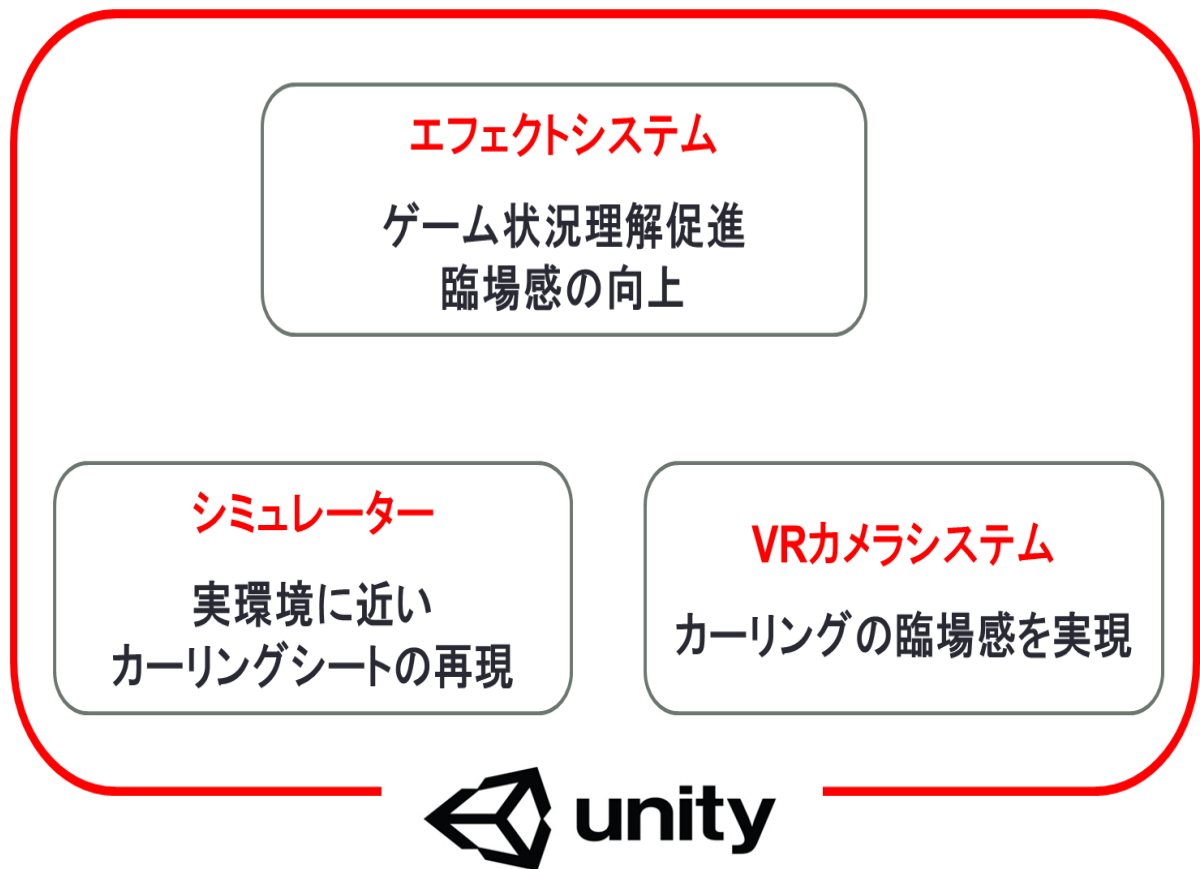 エフェクトシステム
ゲーム状況理解促進
臨場感の向上
シミュレーター
実環境に近い
カーリングシートの再現
VRカメラシステム
カーリングの臨場感を実現
unity